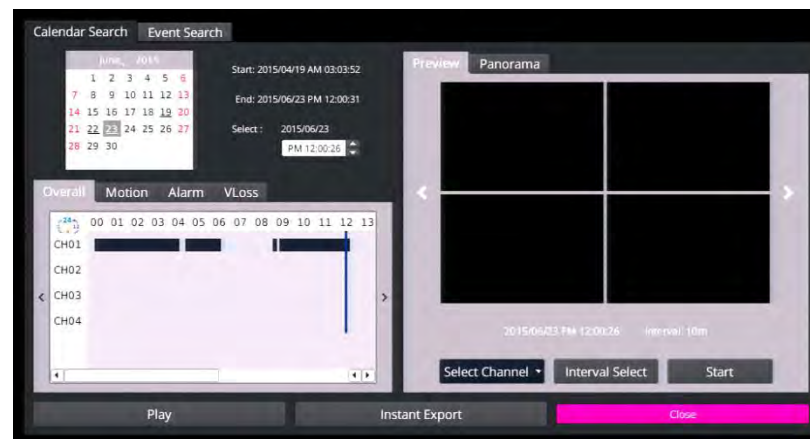 Calendar Search Event Search
June, 2015
1 2 3 4 5 6
7 8 9 10 11 12 13
14 15 16 17 18 19 20
21 22 23 24 25 26 27
28 29 30
Start: 2015/04/19 AM 03:03:52
End: 2015/06/23 PM 12:00:31
Select : 2015/06/23
PM 12:00:26
Overall Motion Alarm VLoss
24 00 01 02 03 04 05 06 07 08 09 10 11 12 13
CH01
CH02
CH03
CH04
Preview Panorama
2015/06/23 PM 12:00:26 Interval: 10m
Select Channel Interval Select Start
Play Instant Export Close